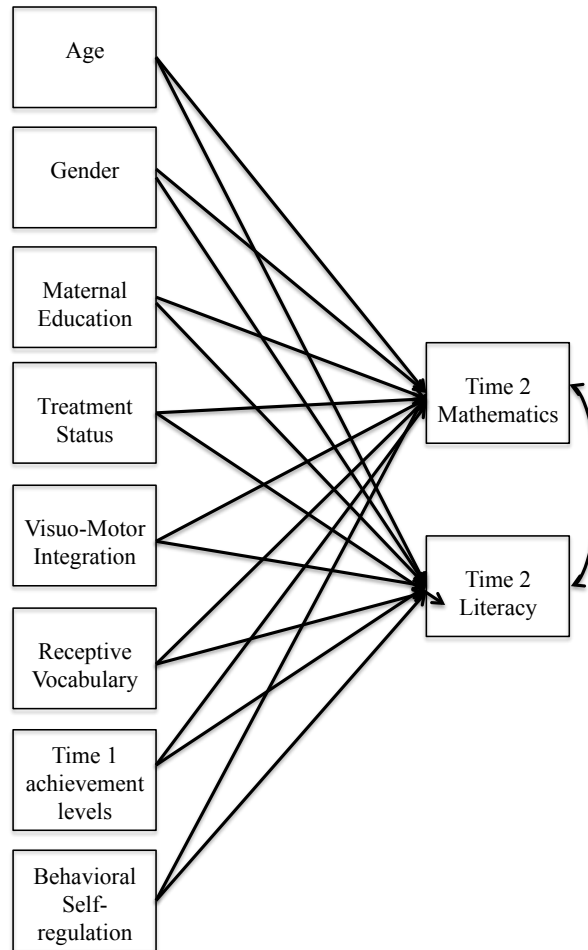 Age
Gender
Maternal
Education
Treatment
Status
Visuo-Motor
Integration
Receptive
Vocabulary
Time 1
achievement
levels
Behavioral
Self-
regulation
Time 2
Mathematics
Time 2
Literacy